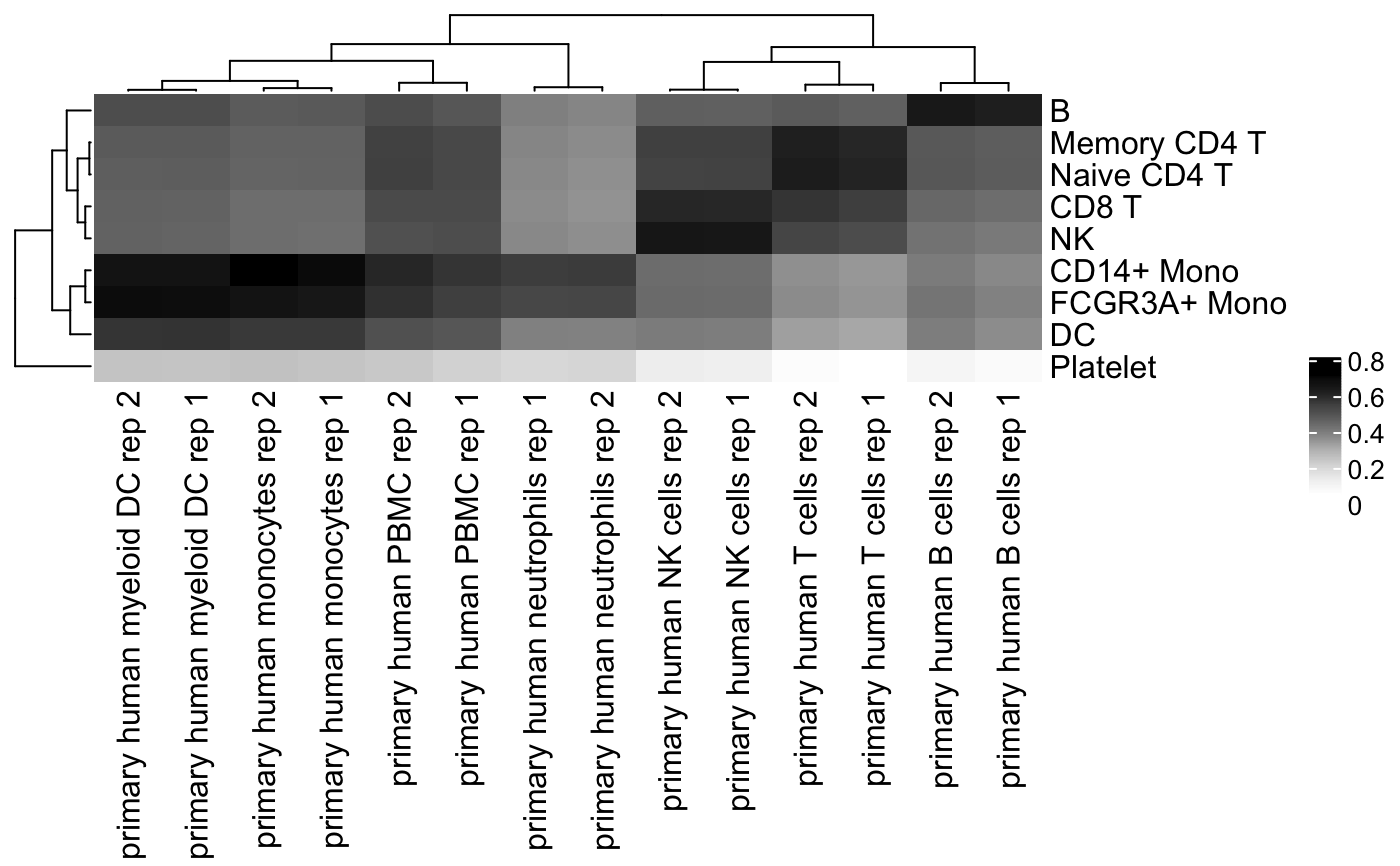 B
Memory CD4 T
Naive CD4 T
CD8 T
NK
CD14+ Mono
FCGR3A+ Mono
DC
Platelet
0.8
0.6
0.4
0.2
0
primary human myeloid DC rep 2
primary human myeloid DC rep 1
primary human monocytes rep 2
primary human monocytes rep 1
primary human PBMC rep 2
primary human PBMC rep 1
primary human neutrophils rep 1
primary human neutrophils rep 2
primary human NK cells rep 2
primary human NK cells rep 1
primary human T cells rep 2
primary human T cells rep 1
primary human B cells rep 2
primary human B cells rep 1